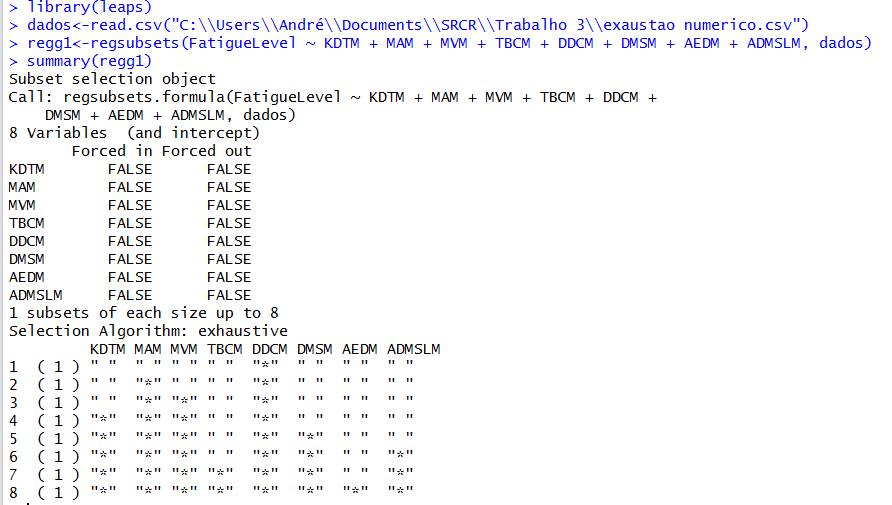 > library(leaps)
> dados<-read.csv("C:\\Users\\André\\Documents\\SRCR\\Trabalho 3\\exaustao numerico.csv")
> regg1<-regsubsets(FatigueLevel ~ KDTM + MAM + MVM + TBCM + DDCM + DMSM + AEDM + ADMSLM, dados)
> summary(regg1)
Subset selection object
Call: regsubsets.formula(FatigueLevel ~ KDTM + MAM + MVM + TBCM + DDCM +
    DMSM + AEDM + ADMSLM, dados)
8 Variables  (and intercept)
       Forced in Forced out
KDTM       FALSE      FALSE
MAM        FALSE      FALSE
MVM        FALSE      FALSE
TBCM       FALSE      FALSE
DDCM       FALSE      FALSE
DMSM       FALSE      FALSE
AEDM       FALSE      FALSE
ADMSLM     FALSE      FALSE
1 subsets of each size up to 8
Selection Algorithm: exhaustive
         KDTM MAM MVM TBCM DDCM DMSM AEDM ADMSLM
1  ( 1 ) " "  " " " " " "  "*"  " "  " "  " "
2  ( 1 ) " "  "*" " " " "  "*"  " "  " "  " "
3  ( 1 ) " "  "*" "*" " "  "*"  " "  " "  " "
4  ( 1 ) "*"  "*" "*" " "  "*"  " "  " "  " "
5  ( 1 ) "*"  "*" "*" " "  "*"  "*"  " "  " "
6  ( 1 ) "*"  "*" "*" " "  "*"  "*"  " "  "*"
7  ( 1 ) "*"  "*" "*" "*"  "*"  "*"  " "  "*"
8  ( 1 ) "*"  "*" "*" "*"  "*"  "*"  "*"  "*"